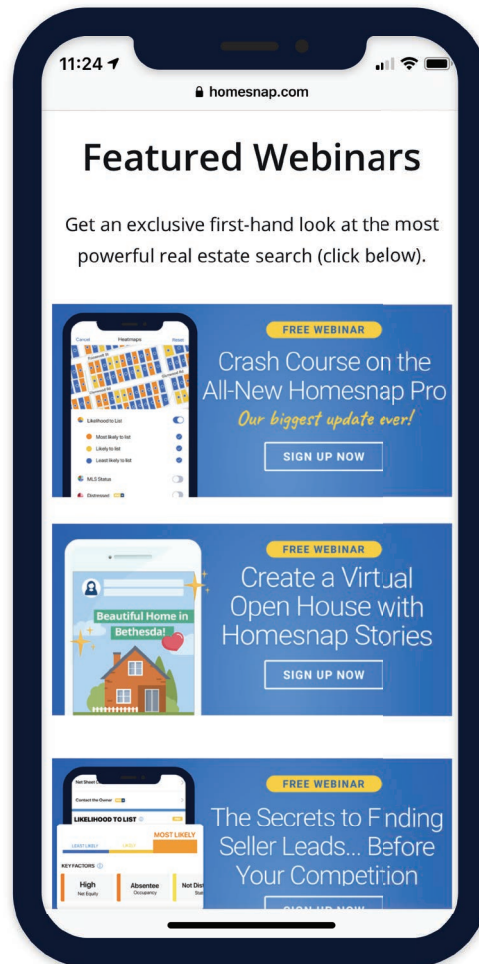 11:24
homesnap.com
Featured Webinars
Get an exclusive first-hand look at the most
powerful real estate search (click below).
Cancel Heatmaps Reset
Likelihood to List
Most likely to list
Likely to list
Least likely to list
MLS Status
Distressed
FREE WEBINAR
Crash Course on the
All-New Homesnap Pro
Our biggest update ever!
SIGN UP NOW
Beautiful Home in
Bethesda!
FREE WEBINAR
Create a Virtual
Open House with
Homesnap Stories
SIGN UP NOW
Net Sheet
Contact the Owner
LIKELIHOOD TO LIST
MOST LIKELY
LEAST LIKELY LIKELY
KEY FACTORS
High Absentee Not Dis
Net Equity Occupancy
FREE WEBINAR
The Secrets to Finding
Seller Leads... Before
Your Competition
SIGN UP NOW